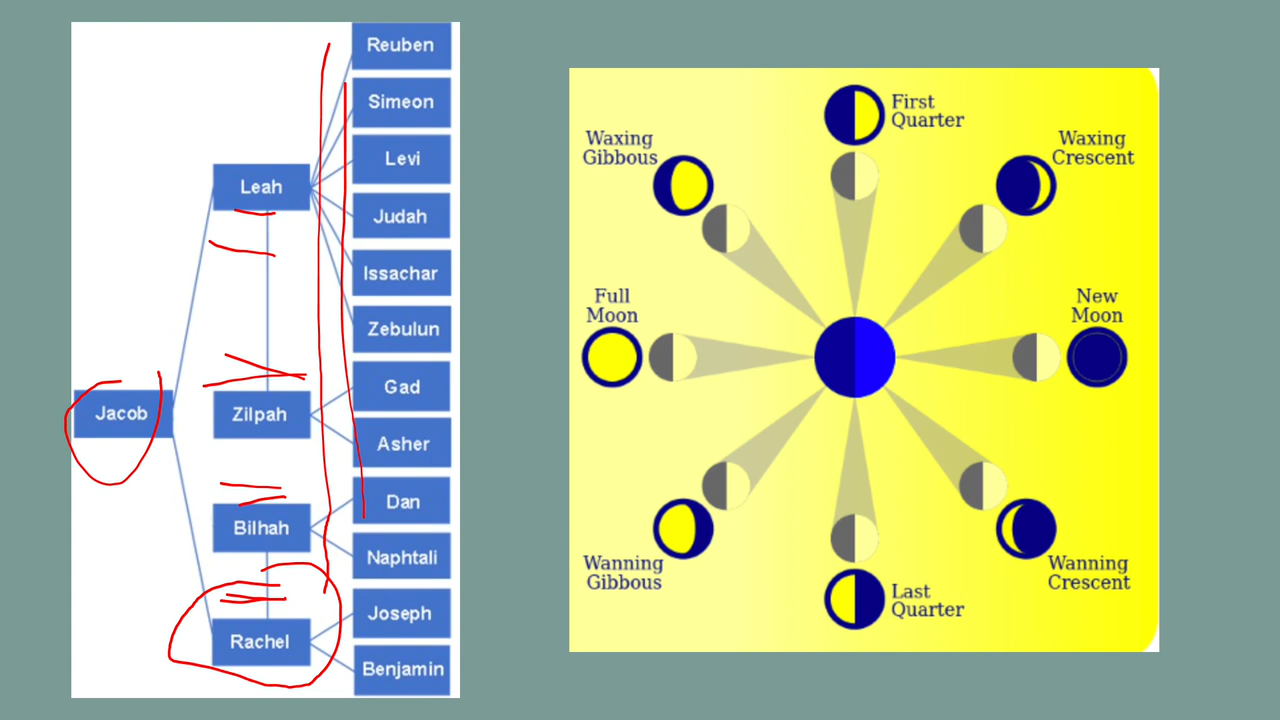 Reuben
Simeon
Levi
Leah
Judah
Issachar
Zebulun
Gad
Jacob
Zilpah
Asher
Dan
Bilhah
Naphtali
Joseph
Rachel
Benjamin
First
Quarter
Waxing
Gibbous
Waxing
Crescent
Full
Moon
New
Moon
Wanning
Gibbous
Wanning
Crescent
Last
Quarter